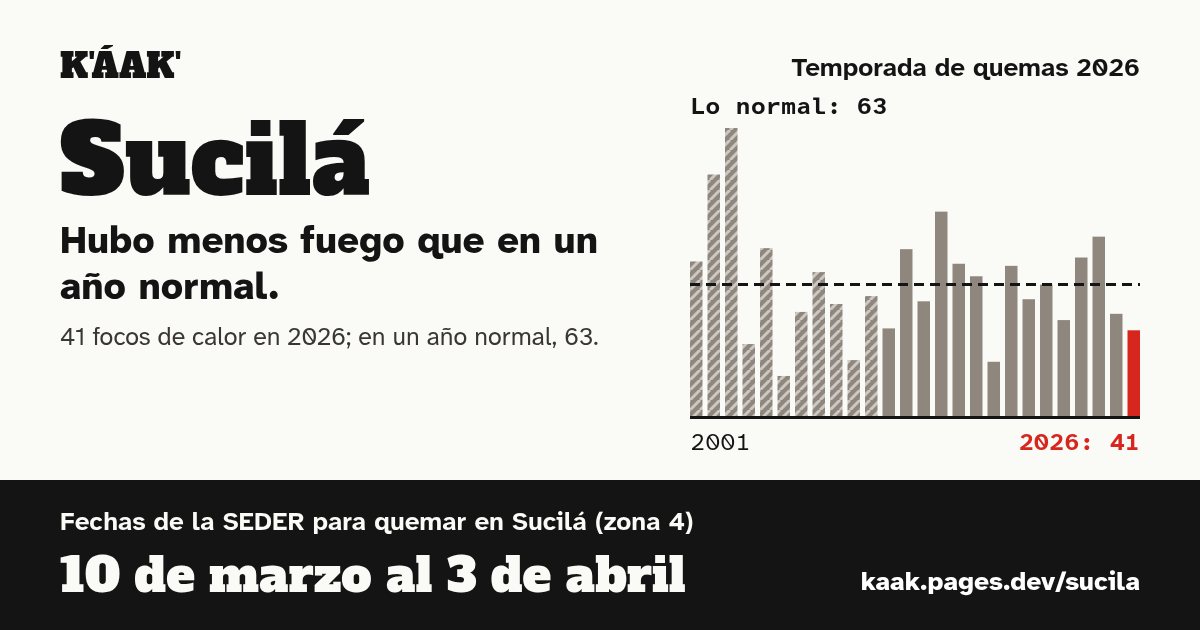 K'ÁAK'
Sucilá
Hubo menos fuego que en un
año normal.
41 focos de calor en 2026; en un año normal, 63.
Temporada de quemas 2026
Lo normal: 63
2001
2026: 41
Fechas de la SEDER para quemar en Sucilá (zona 4)
10 de marzo al 3 de abril
kaak.pages.dev/sucila